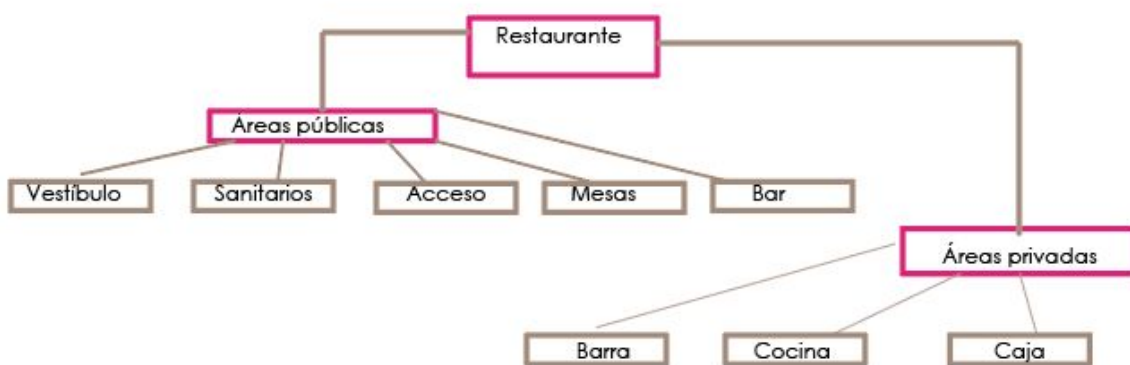 Restaurante
Áreas públicas
Vestíbulo
Sanitarios
Acceso
Mesas
Bar
Áreas privadas
Barra
Cocina
Caja